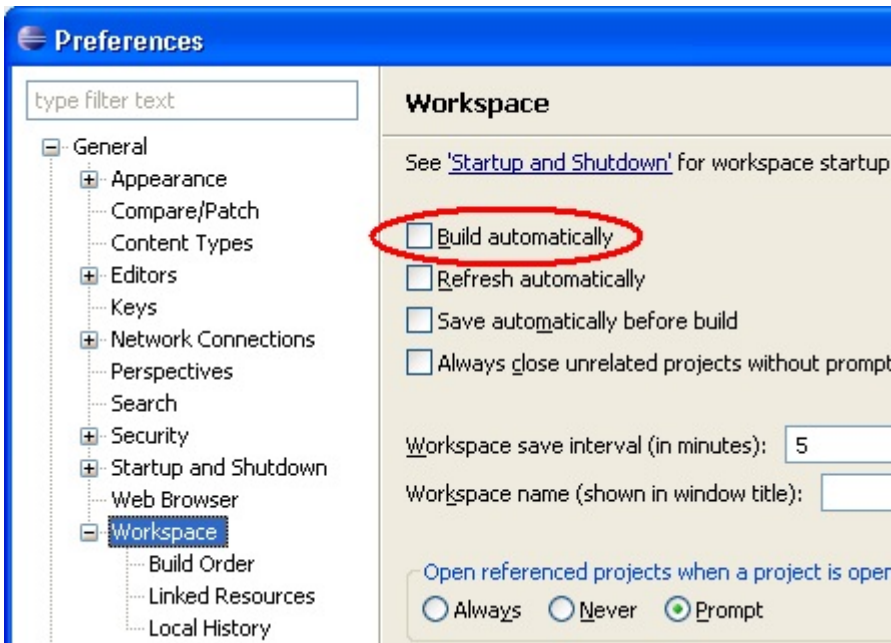 Preferences
type filter text
General
Appearance
Compare/Patch
Content Types
Editors
Keys
Network Connections
Perspectives
Search
Security
Startup and Shutdown
Web Browser
Workspace
Build Order
Linked Resources
Local History
Workspace
See 'Startup and Shutdown' for workspace startup
Build automatically
Refresh automatically
Save automatically before build
Always close unrelated projects without prompt
Workspace save interval (in minutes): 5
Workspace name (shown in window title):
Open referenced projects when a project is open
Always Never Prompt